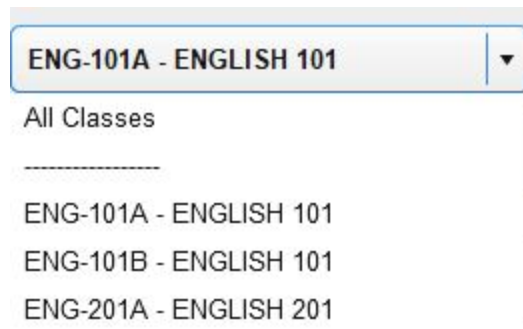 ENG-101A - ENGLISH 101
All Classes
-----------------
ENG-101A - ENGLISH 101
ENG-101B - ENGLISH 101
ENG-201A - ENGLISH 201